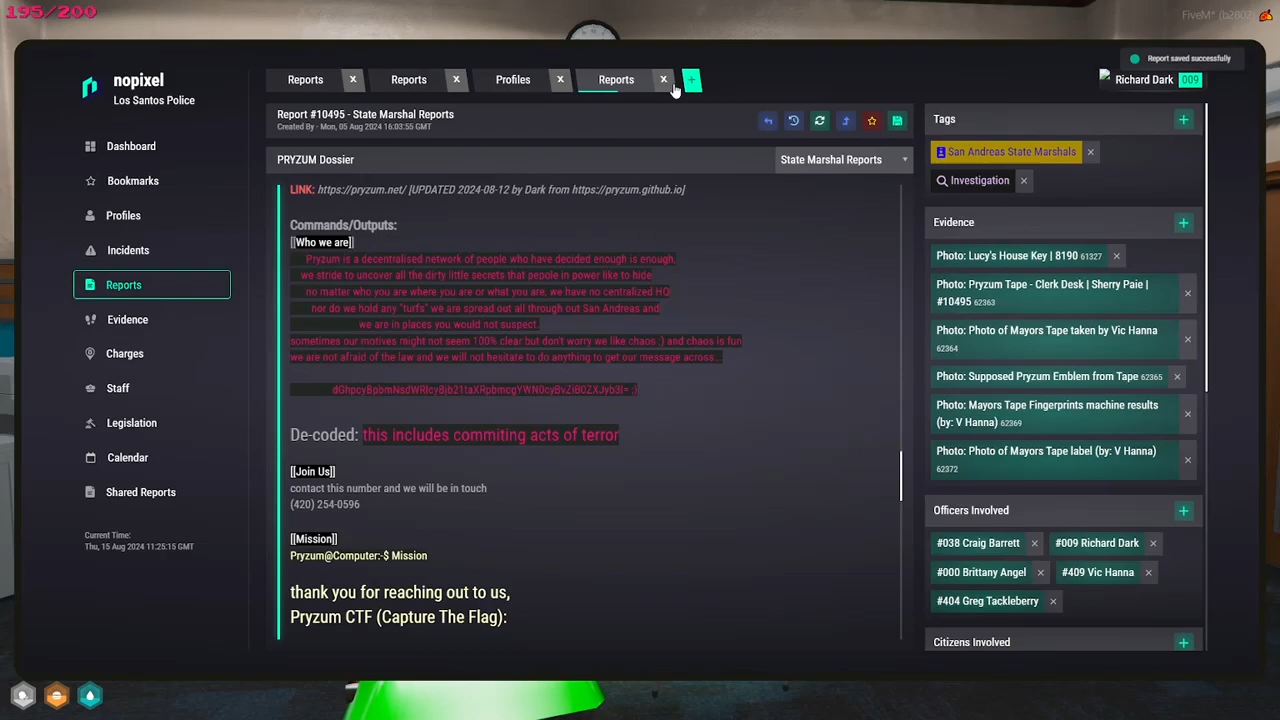 195/200
FiveM* (b2802)
nopixel
Los Santos Police
Dashboard
Bookmarks
Profiles
Incidents
Reports
Evidence
Charges
Staff
Legislation
Calendar
Shared Reports
Current Time:
Thu, 15 Aug 2024 11:25:15 GMT
Reports x
Reports x
Profiles x
Reports x
+
Report saved successfully
Richard Dark 009
Report #10495 - State Marshal Reports
Created By - Mon, 05 Aug 2024 16:03:55 GMT
PRYZUM Dossier
State Marshal Reports
LINK: https://pryzum.net/ [UPDATED 2024-08-12 by Dark from https://pryzum.github.io]
Commands/Outputs:
[[Who we are]]
Pryzum is a decentralised network of people who have decided enough is enough,
we stride to uncover all the dirty little secrets that pepole in power like to hide
no matter who you are where you are or what you are, we have no centralized HQ
nor do we hold any "turfs" we are spread out all through out San Andreas and
we are in places you would not suspect.
sometimes our motives might not seem 100% clear but don't worry we like chaos ;) and chaos is fun
we are not afraid of the law and we will not hesitate to do anything to get our message across...
De-coded: this includes commiting acts of terror
[[Join Us]]
contact this number and we will be in touch
(420) 254-0596
[[Mission]]
Pryzum@Computer:-$ Mission
thank you for reaching out to us,
Pryzum CTF (Capture The Flag):
Tags +
San Andreas State Marshals x
Investigation x
Evidence +
Photo: Lucy's House Key | 8190 61327 x
Photo: Pryzum Tape - Clerk Desk | Sherry Paie |
#10495 62363 x
Photo: Photo of Mayors Tape taken by Vic Hanna
62364 x
Photo: Supposed Pryzum Emblem from Tape 62365 x
Photo: Mayors Tape Fingerprints machine results
(by: V Hanna) 62369 x
Photo: Photo of Mayors Tape label (by: V Hanna)
62372 x
Officers Involved +
#038 Craig Barrett x #009 Richard Dark x
#000 Brittany Angel x #409 Vic Hanna x
#404 Greg Tackleberry x
Citizens Involved +